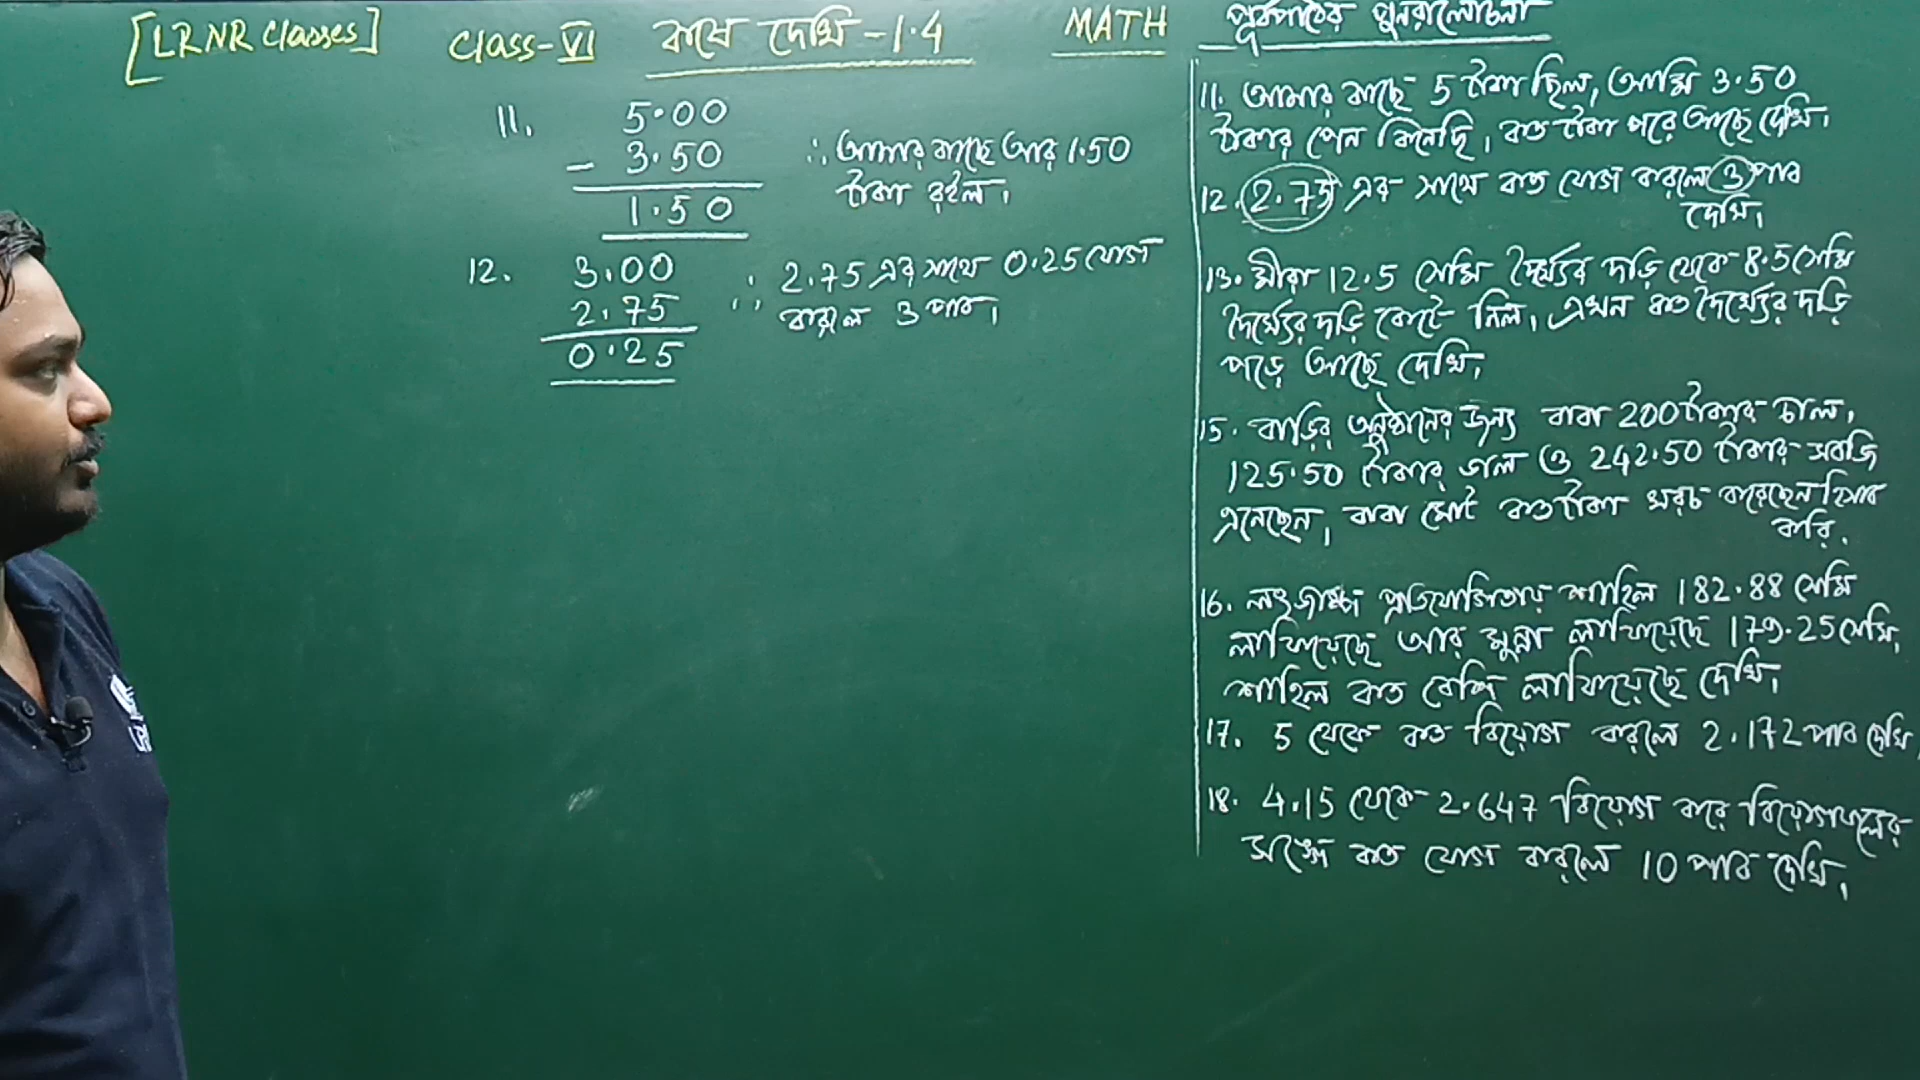 [LRNR Classes] Class-VI কষে দেখি -1.4 MATH
পূর্বপাঠের পুনরালোচনা
11. 5.00
- 3.50
1.50
∴ আমার কাছে আর 1.50
টাকা রইল।
12. 3.00
2.75
0.25
∴ 2.75 এর সাথে 0.25 যোগ
করলে 3 পাব।
11. আমার কাছে 5 টাকা ছিল, আমি 3.50
টাকার পেন কিনেছি, কত টাকা পরে আছে দেখি।
12. 2.75 এর সাথে কত যোগ করলে 3 পাব
দেখি।
13. মীরা 12.5 সেমি দৈর্ঘ্যের দড়ি থেকে 8.5 সেমি
দৈর্ঘ্যের দড়ি কেটে নিল, এখন কত দৈর্ঘ্যের দড়ি
পড়ে আছে দেখি।
15. বাড়ির অনুষ্ঠানের জন্য বাবা 200 টাকার চাল,
125.50 টাকার ডাল ও 242.50 টাকার সবজি
এনেছেন, বাবা মোট কত টাকা খরচ করেছেন হিসাব
করি।
16. লংজাম্প প্রতিযোগিতায় শাহিল 182.88 সেমি
লাফিয়েছে আর মুন্না লাফিয়েছে 179.25 সেমি,
শাহিল কত বেশি লাফিয়েছে দেখি।
17. 5 থেকে কত বিয়োগ করলে 2.172 পাব দেখি
18. 4.15 থেকে 2.647 বিয়োগ করে বিয়োগফলের
সঙ্গে কত যোগ করলে 10 পাব দেখি।